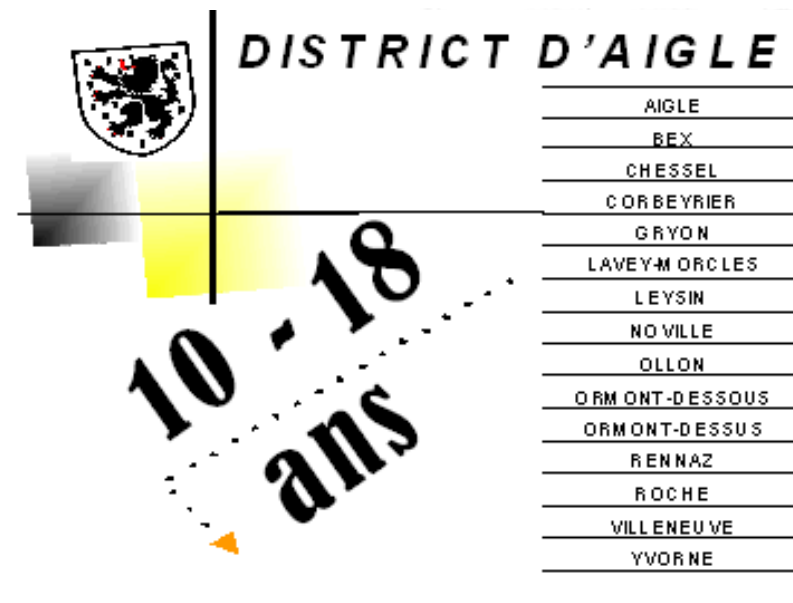 DISTRICT D'AIGLE
AIGLE
BEX
CHESSEL
CORBEYRIER
GRYON
LAVEY-MORCLES
LEYSIN
NOVILLE
OLLON
ORMONT-DESSOUS
ORMONT-DESSUS
RENNAZ
ROCHE
VILLENEUVE
YVORNE
10 - 18
ans